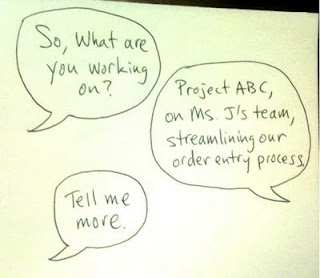 So, What are
you working
on?
Project ABC,
on Ms. J's team,
streamlining our
order entry process.
Tell me
more.